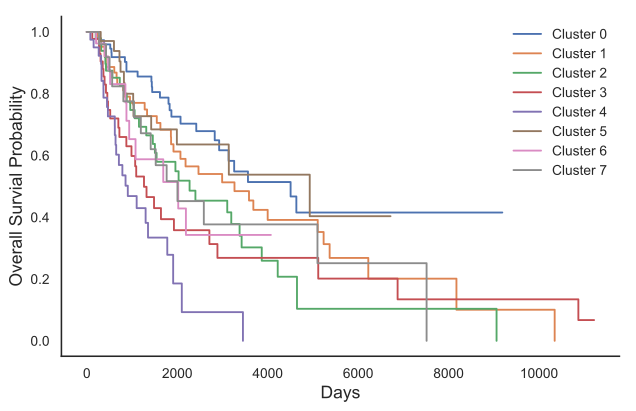 1.0
0.8
0.6
0.4
0.2
0.0
Overall Survial Probability
0
2000
4000
6000
8000
10000
Days
Cluster 0
Cluster 1
Cluster 2
Cluster 3
Cluster 4
Cluster 5
Cluster 6
Cluster 7